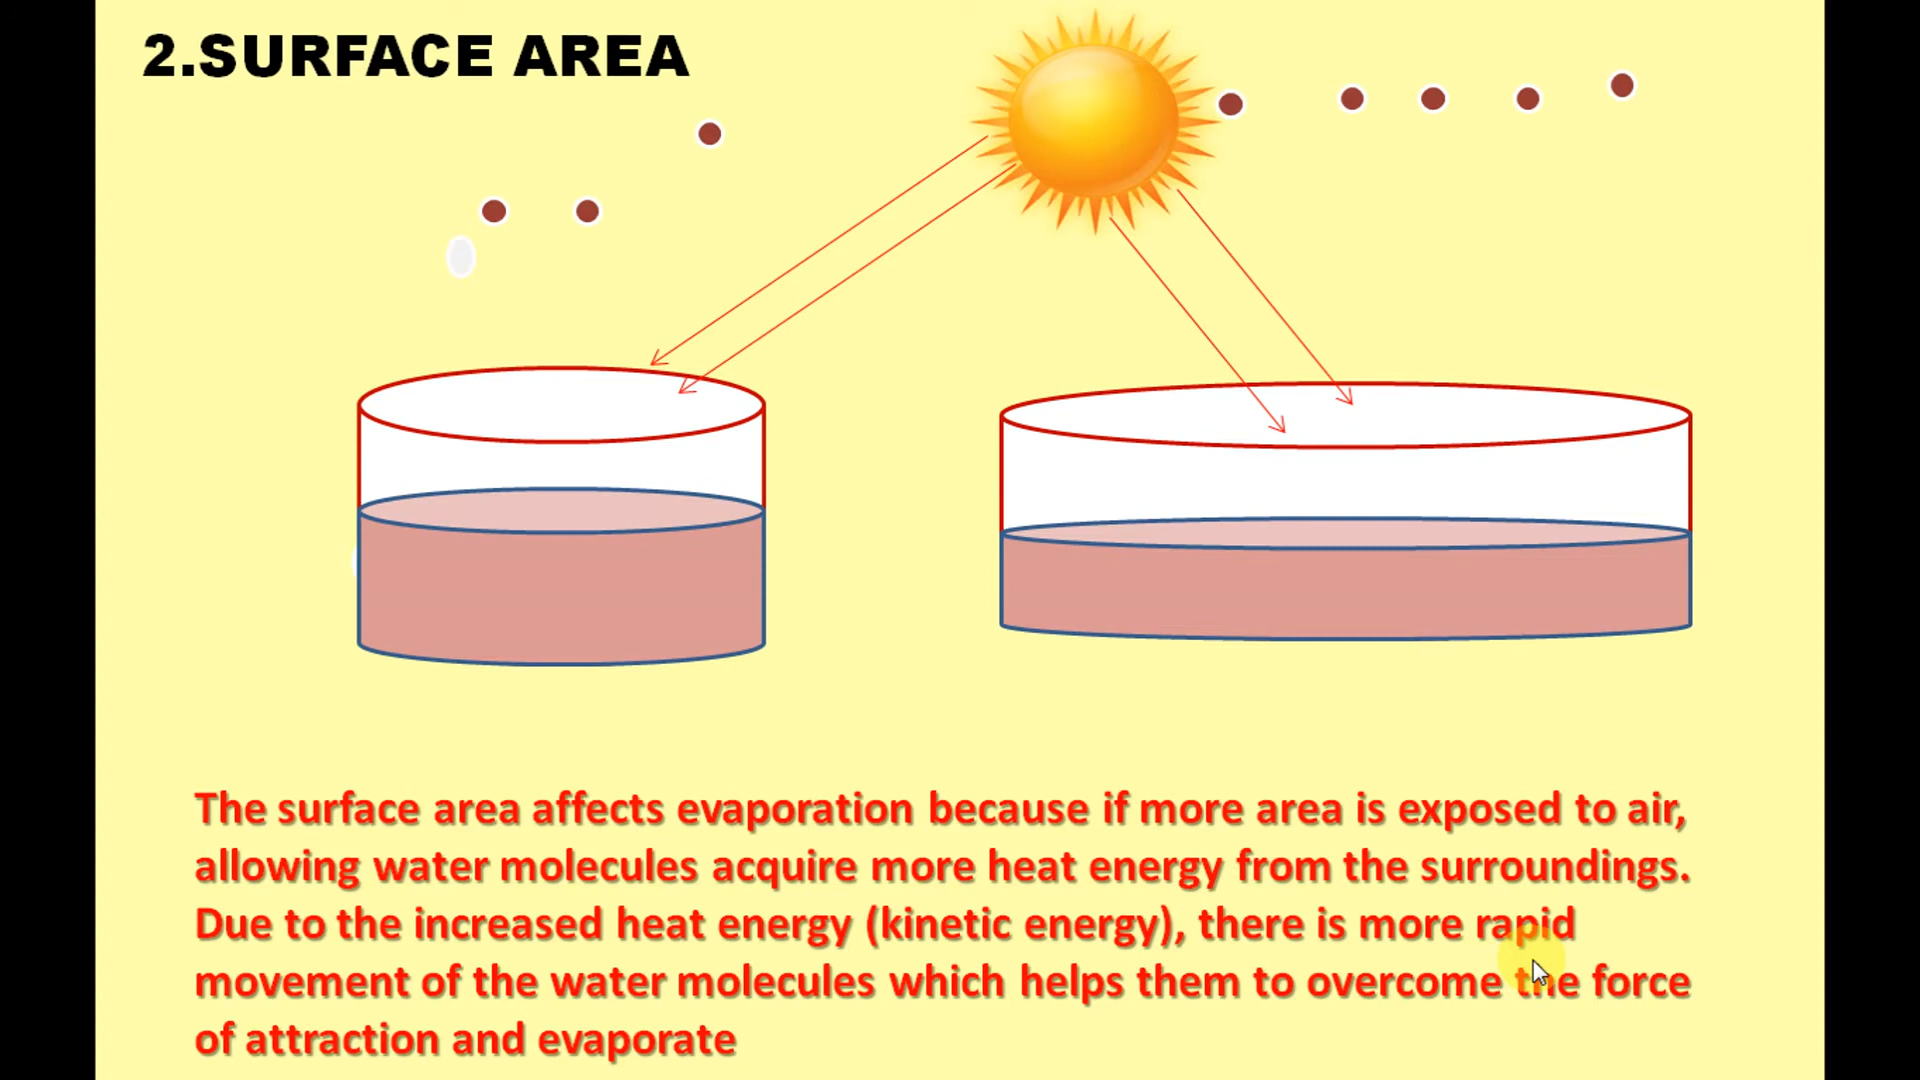 2.SURFACE AREA
The surface area affects evaporation because if more area is exposed to air,
allowing water molecules acquire more heat energy from the surroundings.
Due to the increased heat energy (kinetic energy), there is more rapid
movement of the water molecules which helps them to overcome the force
of attraction and evaporate